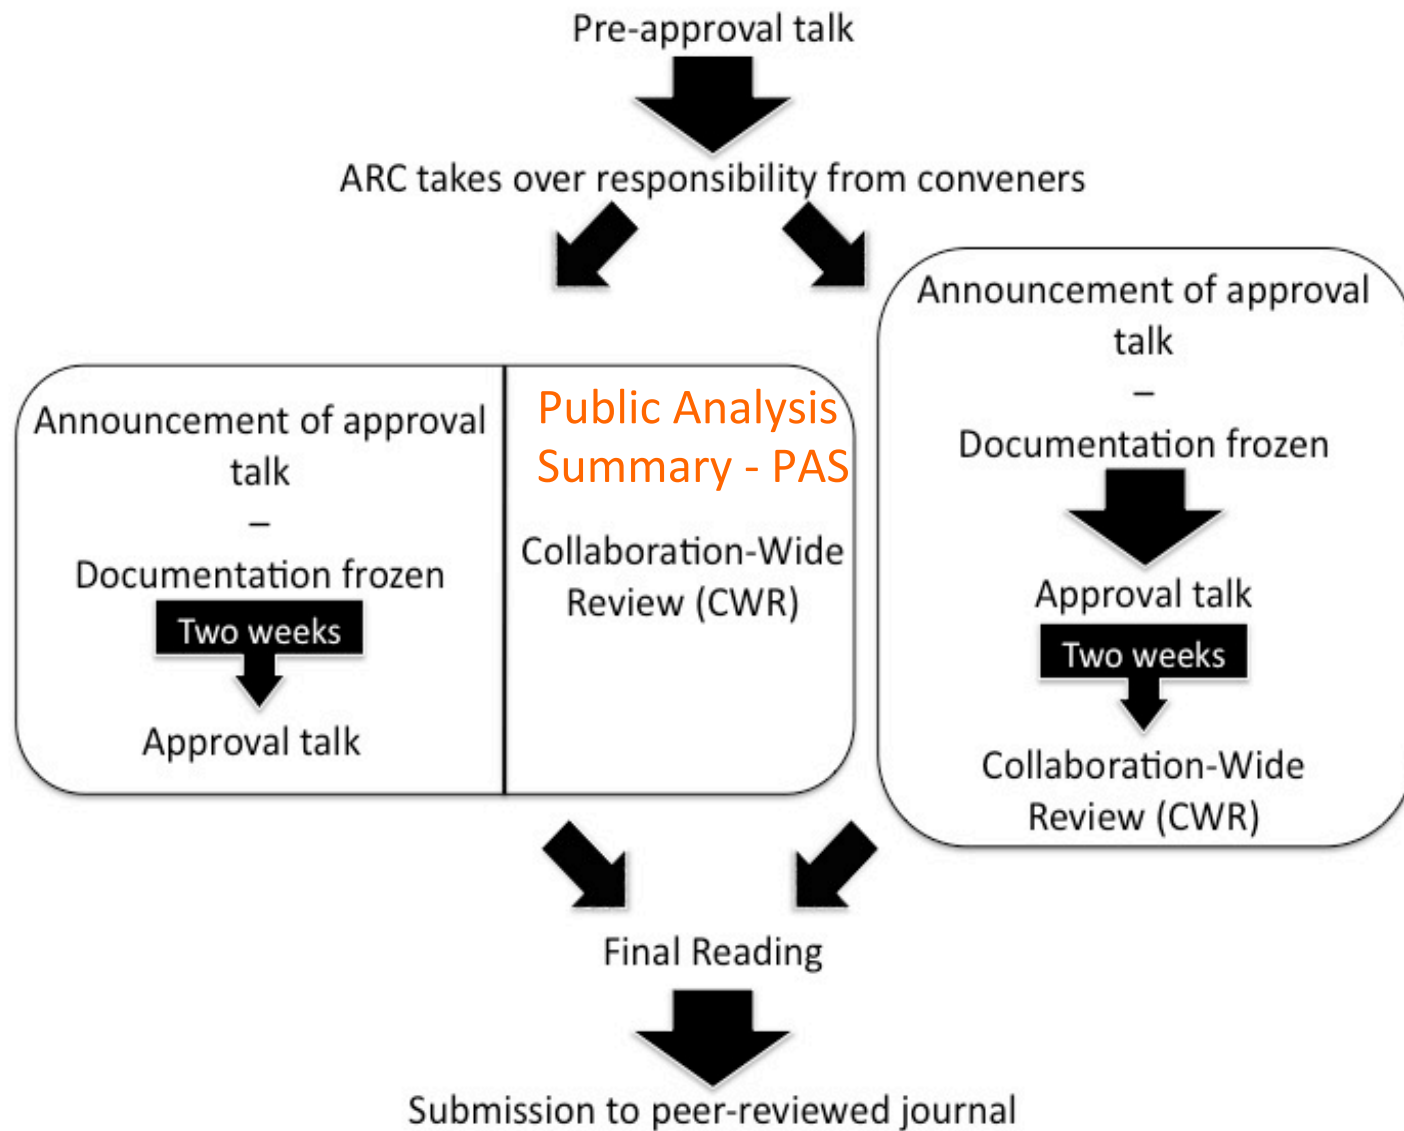 Pre-approval talk
ARC takes over responsibility from conveners
Announcement of approval
talk
–
Documentation frozen
Two weeks
Approval talk
Public Analysis
Summary - PAS
Collaboration-Wide
Review (CWR)
Announcement of approval
talk
–
Documentation frozen
Approval talk
Two weeks
Collaboration-Wide
Review (CWR)
Final Reading
Submission to peer-reviewed journal